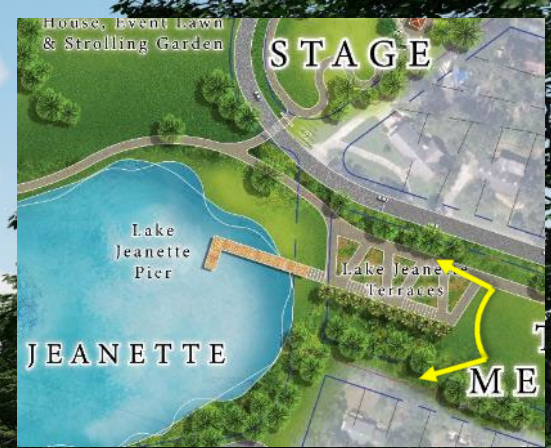 House, Event Lawn
& Strolling Garden
STAGE
Lake
Jeanette
Pier
Lake Jeanette
Terraces
JEANETTE
ME